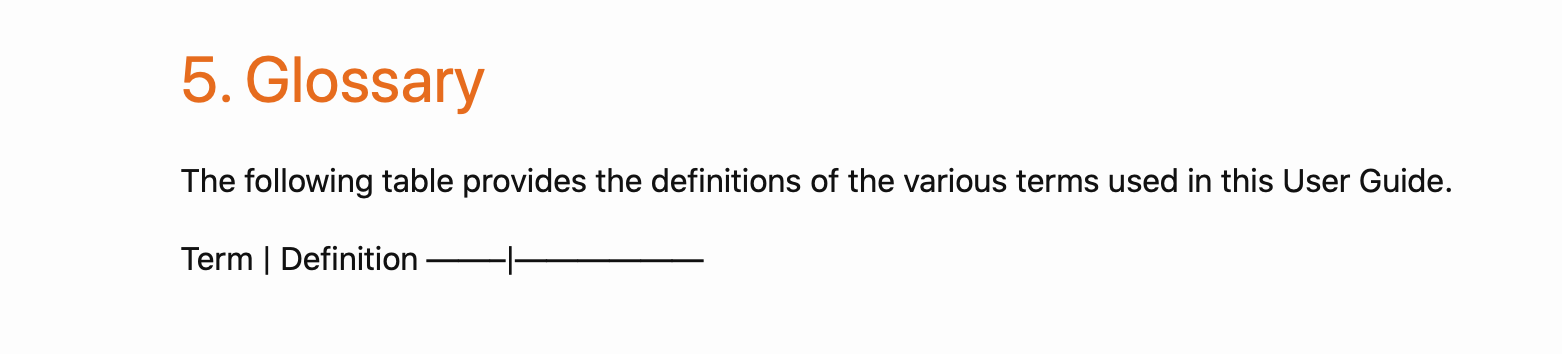 5. Glossary
The following table provides the definitions of the various terms used in this User Guide.
Term | Definition ———–|————————